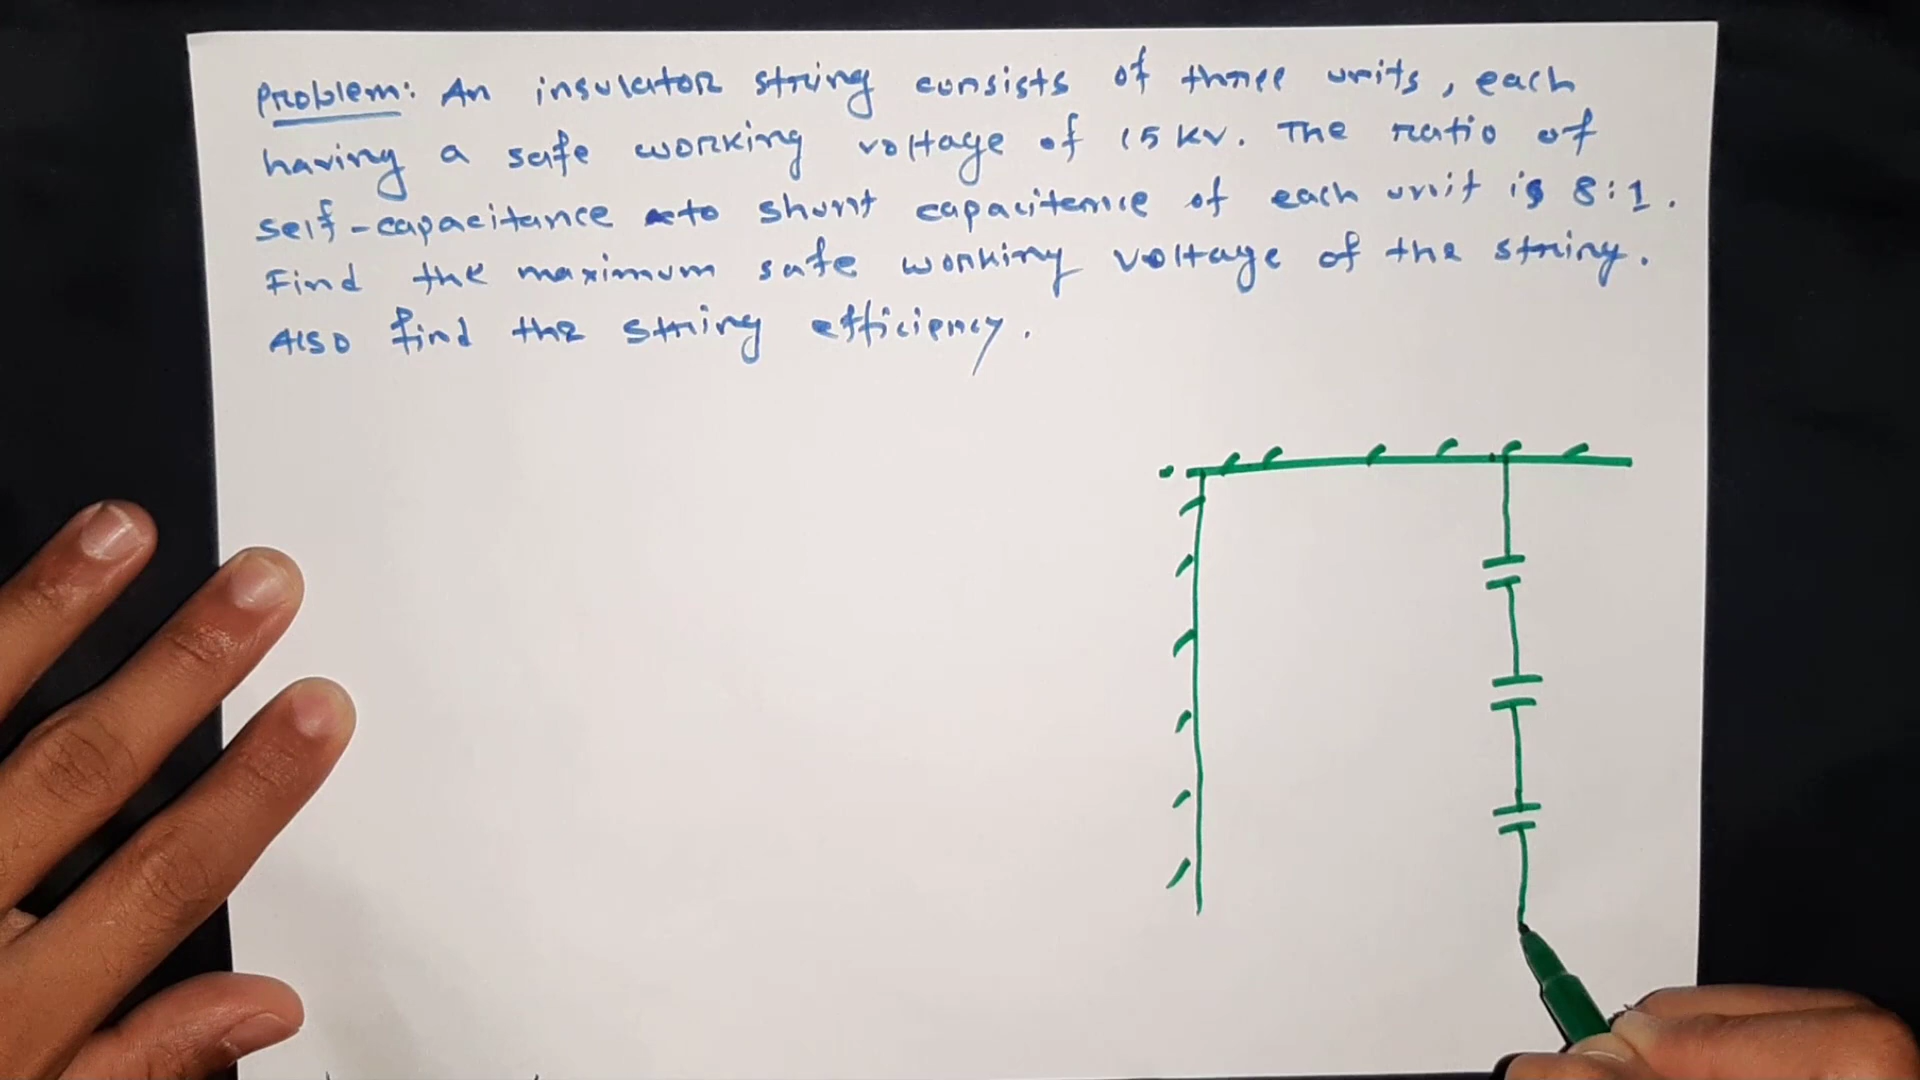 Problem: An insulator string consists of three units, each
having a safe working voltage of 15 kv. The ratio of
self-capacitance to shunt capacitance of each unit is 8:1.
Find the maximum safe working voltage of the string.
Also find the string efficiency.